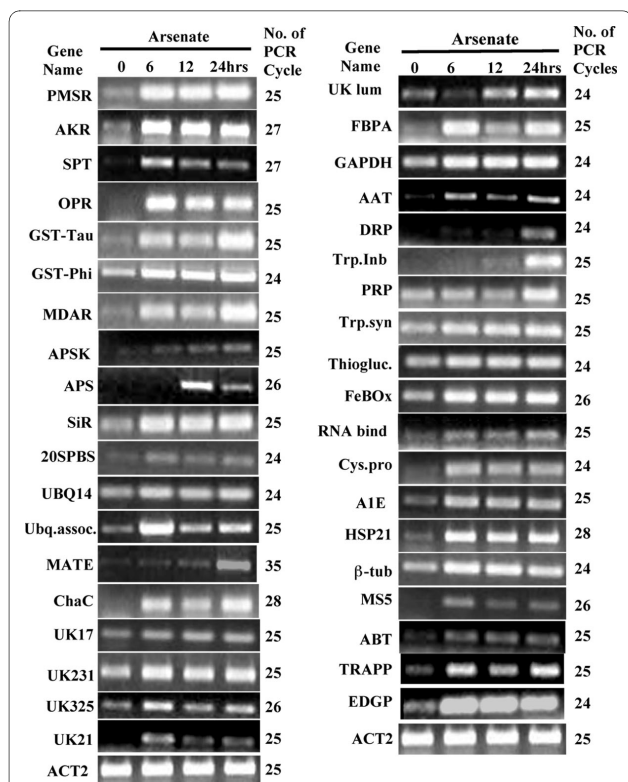 Gene Name
Arsenate
No. of PCR Cycle
0 6 12 24hrs
PMSR 25
AKR 27
SPT 27
OPR 25
GST-Tau 25
GST-Phi 24
MDAR 25
APSK 25
APS 26
SiR 25
20SPBS 24
UBQ14 24
Ubq.assoc. 25
MATE 35
ChaC 28
UK17 25
UK231 25
UK325 26
UK21 25
ACT2 25
Gene Name
Arsenate
No. of PCR Cycles
0 6 12 24hrs
UK lum 24
FBPA 25
GAPDH 24
AAT 24
DRP 24
Trp.Inb 25
PRP 25
Trp.syn 25
Thiogluc. 24
FeBOx 26
RNA bind 25
Cys.pro 24
A1E 25
HSP21 28
β-tub 24
MS5 26
ABT 25
TRAPP 25
EDGP 24
ACT2 25